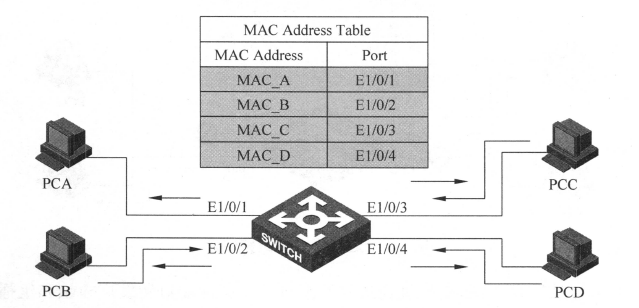 MAC Address Table
MAC Address Port
MAC_A E1/0/1
MAC_B E1/0/2
MAC_C E1/0/3
MAC_D E1/0/4
PCA
PCC
E1/0/1
E1/0/3
SWITCH
E1/0/2
E1/0/4
PCB
PCD